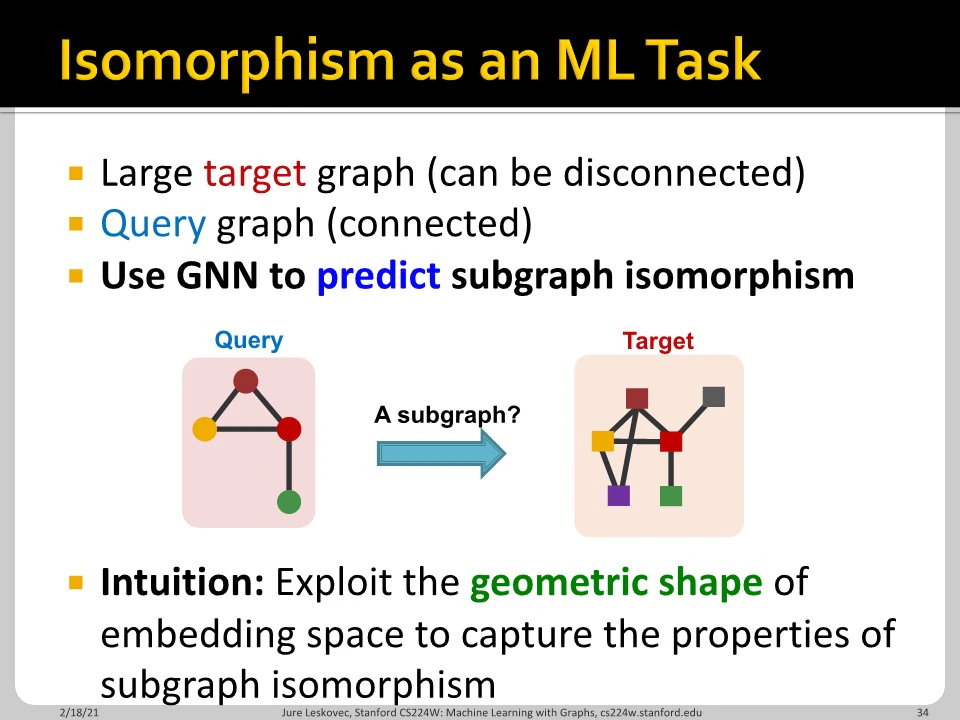 Isomorphism as an ML Task
Large target graph (can be disconnected)
Query graph (connected)
Use GNN to predict subgraph isomorphism
Query
Target
A subgraph?
Intuition: Exploit the geometric shape of
embedding space to capture the properties of
subgraph isomorphism
2/18/21
Jure Leskovec, Stanford CS224W: Machine Learning with Graphs, cs224w.stanford.edu
34